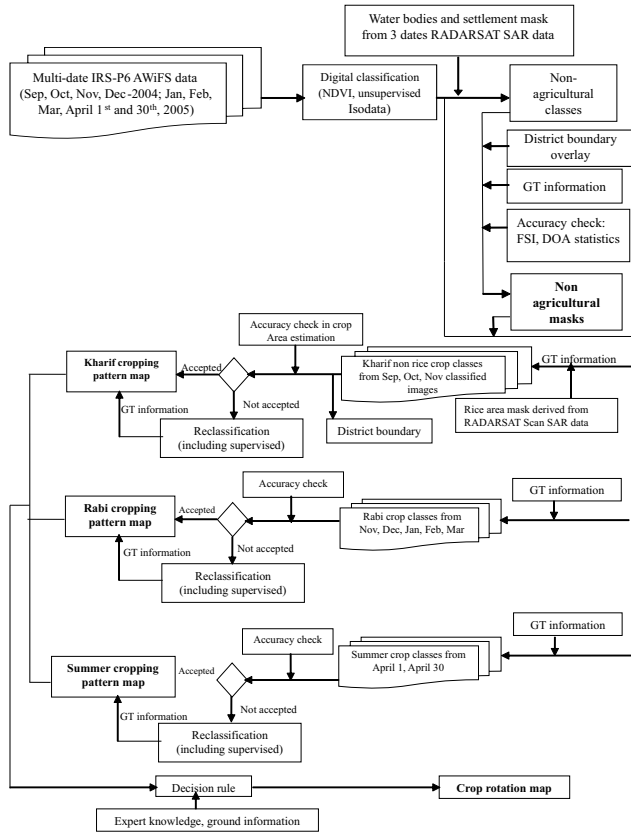 Water bodies and settlement mask
from 3 dates RADARSAT SAR data
Multi-date IRS-P6 AWiFS data
(Sep, Oct, Nov, Dec-2004; Jan, Feb,
Mar, April 1st and 30th, 2005)
Digital classification
(NDVI, unsupervised
Isodata)
Non-
agricultural
classes
District boundary
overlay
GT information
Accuracy check:
FSI, DOA statistics
Non
agricultural
masks
Accuracy check in crop
Area estimation
Kharif cropping
pattern map
Accepted
Kharif non rice crop classes
from Sep, Oct, Nov classified
images
GT information
GT information
Not accepted
Reclassification
(including supervised)
District boundary
Rice area mask derived from
RADARSAT Scan SAR data
Accuracy check
GT information
Rabi cropping
pattern map
Accepted
Rabi crop classes from
Nov, Dec, Jan, Feb, Mar
GT information
Not accepted
Reclassification
(including supervised)
Accuracy check
GT information
Summer cropping
pattern map
Accepted
Summer crop classes from
April 1, April 30
GT information
Not accepted
Reclassification
(including supervised)
Decision rule
Crop rotation map
Expert knowledge, ground information